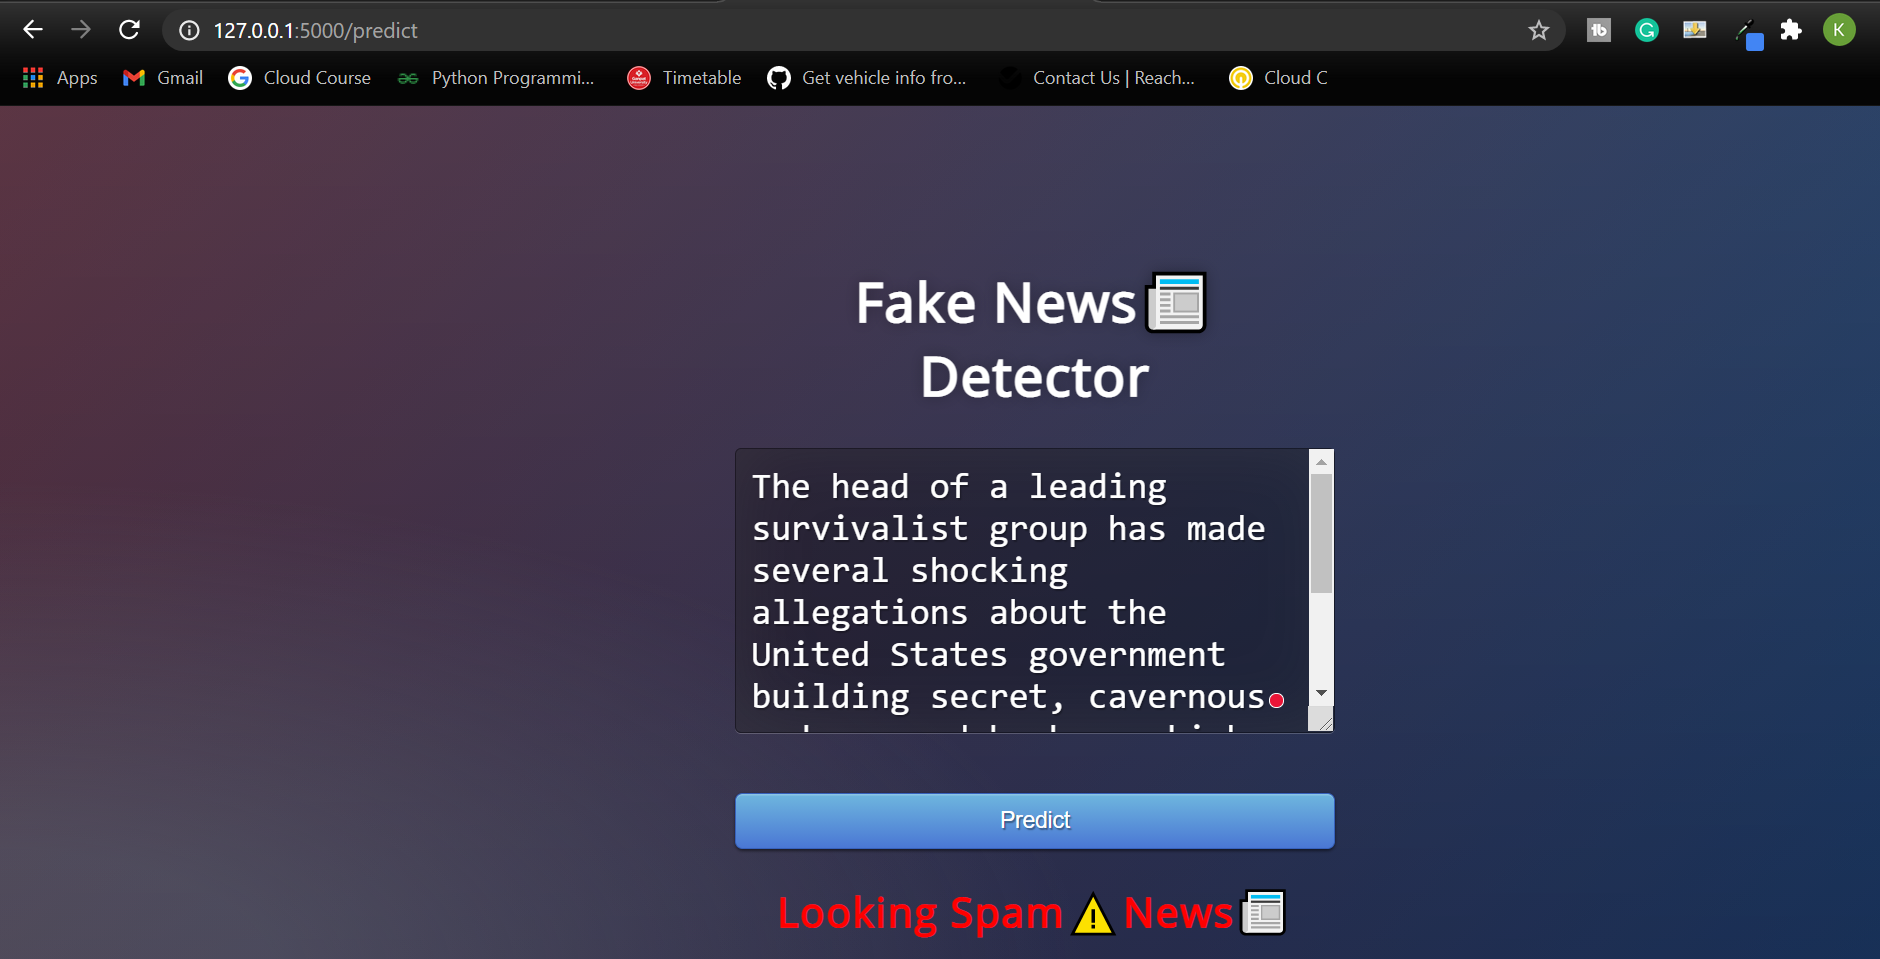 127.0.0.1:5000/predict
K
Apps Gmail Cloud Course Python Programmi... Timetable Get vehicle info fro... Contact Us | Reach... Cloud C
Fake News
Detector
The head of a leading
survivalist group has made
several shocking
allegations about the
United States government
building secret, cavernous
Predict
Looking Spam News